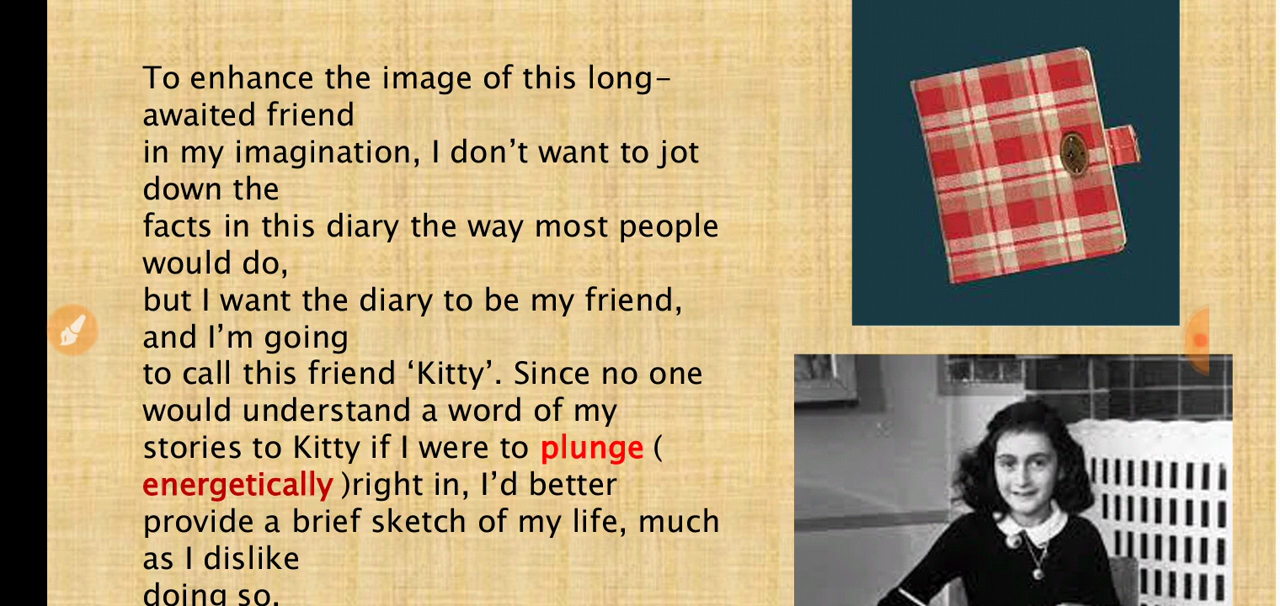 To enhance the image of this long-
awaited friend
in my imagination, I don’t want to jot
down the
facts in this diary the way most people
would do,
but I want the diary to be my friend,
and I’m going
to call this friend ‘Kitty’. Since no one
would understand a word of my
stories to Kitty if I were to plunge (
energetically )right in, I’d better
provide a brief sketch of my life, much
as I dislike
doing so.